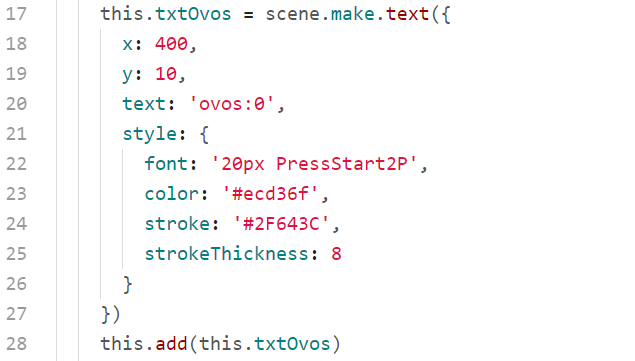 17 this.txtOvos = scene.make.text({
18 x: 400,
19 y: 10,
20 text: 'ovos:0',
21 style: {
22 font: '20px PressStart2P',
23 color: '#ecd36f',
24 stroke: '#2F643C',
25 strokeThickness: 8
26 }
27 })
28 this.add(this.txtOvos)